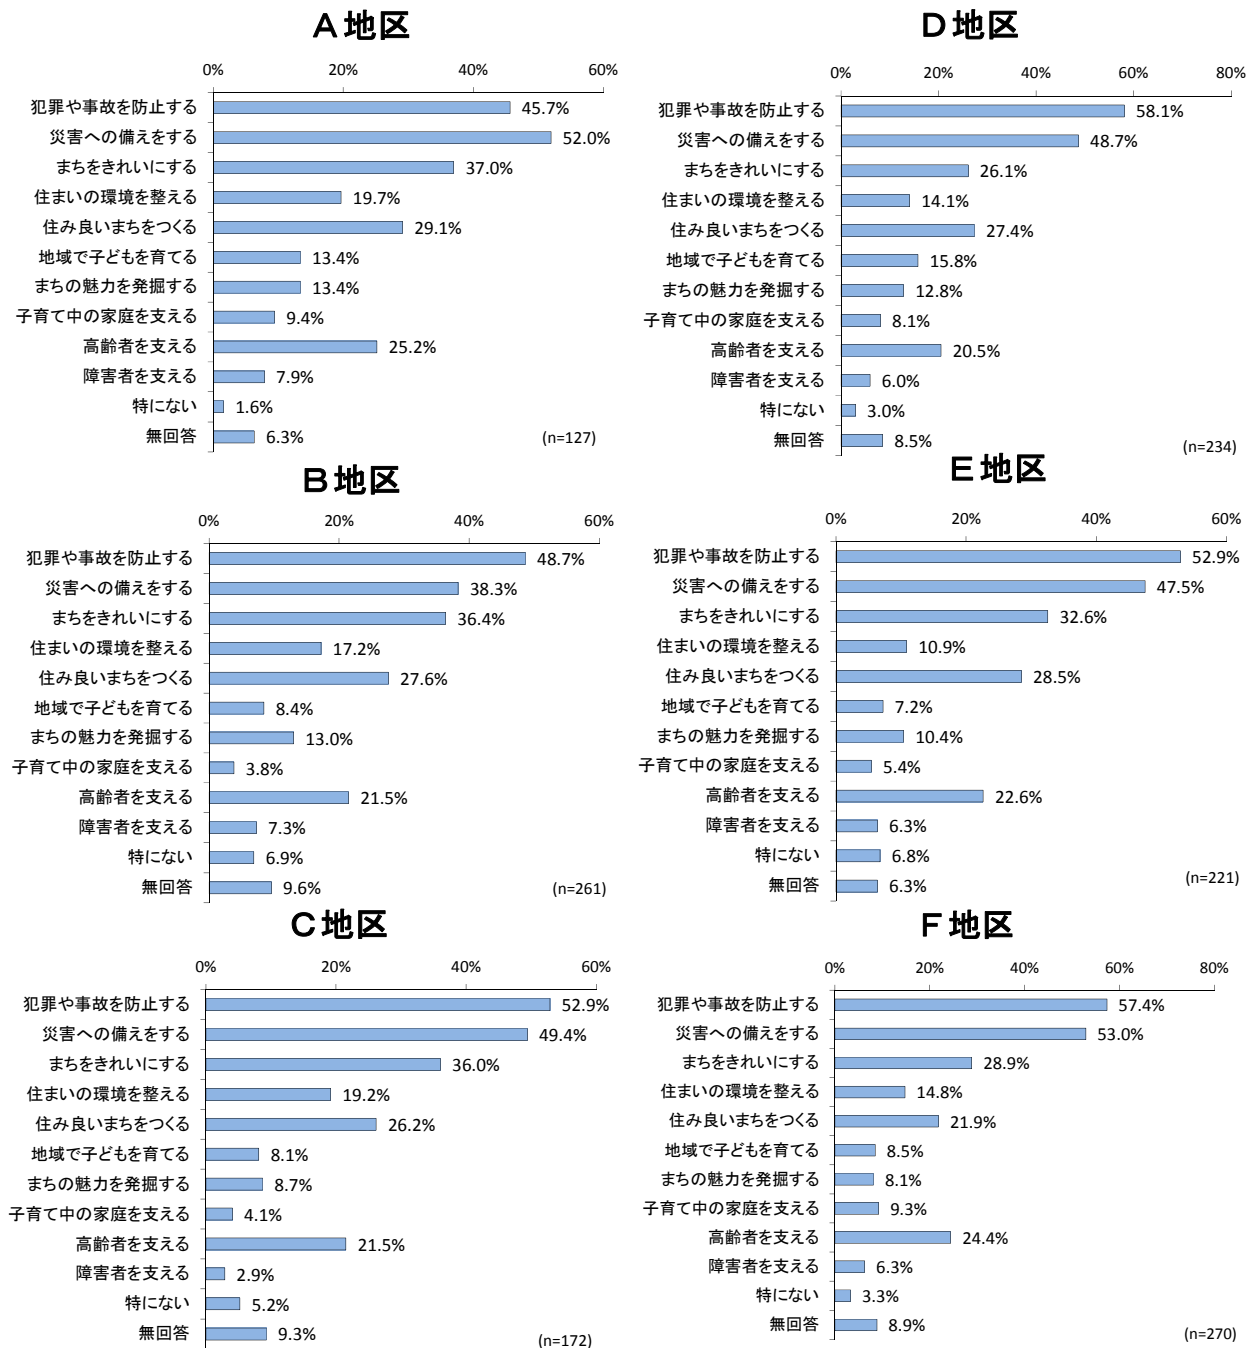 A地区
0% 20% 40% 60%
犯罪や事故を防止する 45.7%
災害への備えをする 52.0%
まちをきれいにする 37.0%
住まいの環境を整える 19.7%
住み良いまちをつくる 29.1%
地域で子どもを育てる 13.4%
まちの魅力を発掘する 13.4%
子育て中の家庭を支える 9.4%
高齢者を支える 25.2%
障害者を支える 7.9%
特にない 1.6%
無回答 6.3%
(n=127)
B地区
0% 20% 40% 60%
犯罪や事故を防止する 48.7%
災害への備えをする 38.3%
まちをきれいにする 36.4%
住まいの環境を整える 17.2%
住み良いまちをつくる 27.6%
地域で子どもを育てる 8.4%
まちの魅力を発掘する 13.0%
子育て中の家庭を支える 3.8%
高齢者を支える 21.5%
障害者を支える 7.3%
特にない 6.9%
無回答 9.6%
(n=261)
C地区
0% 20% 40% 60%
犯罪や事故を防止する 52.9%
災害への備えをする 49.4%
まちをきれいにする 36.0%
住まいの環境を整える 19.2%
住み良いまちをつくる 26.2%
地域で子どもを育てる 8.1%
まちの魅力を発掘する 8.7%
子育て中の家庭を支える 4.1%
高齢者を支える 21.5%
障害者を支える 2.9%
特にない 5.2%
無回答 9.3%
(n=172)
D地区
0% 20% 40% 60% 80%
犯罪や事故を防止する 58.1%
災害への備えをする 48.7%
まちをきれいにする 26.1%
住まいの環境を整える 14.1%
住み良いまちをつくる 27.4%
地域で子どもを育てる 15.8%
まちの魅力を発掘する 12.8%
子育て中の家庭を支える 8.1%
高齢者を支える 20.5%
障害者を支える 6.0%
特にない 3.0%
無回答 8.5%
(n=234)
E地区
0% 20% 40% 60%
犯罪や事故を防止する 52.9%
災害への備えをする 47.5%
まちをきれいにする 32.6%
住まいの環境を整える 10.9%
住み良いまちをつくる 28.5%
地域で子どもを育てる 7.2%
まちの魅力を発掘する 10.4%
子育て中の家庭を支える 5.4%
高齢者を支える 22.6%
障害者を支える 6.3%
特にない 6.8%
無回答 6.3%
(n=221)
F地区
0% 20% 40% 60% 80%
犯罪や事故を防止する 57.4%
災害への備えをする 53.0%
まちをきれいにする 28.9%
住まいの環境を整える 14.8%
住み良いまちをつくる 21.9%
地域で子どもを育てる 8.5%
まちの魅力を発掘する 8.1%
子育て中の家庭を支える 9.3%
高齢者を支える 24.4%
障害者を支える 6.3%
特にない 3.3%
無回答 8.9%
(n=270)